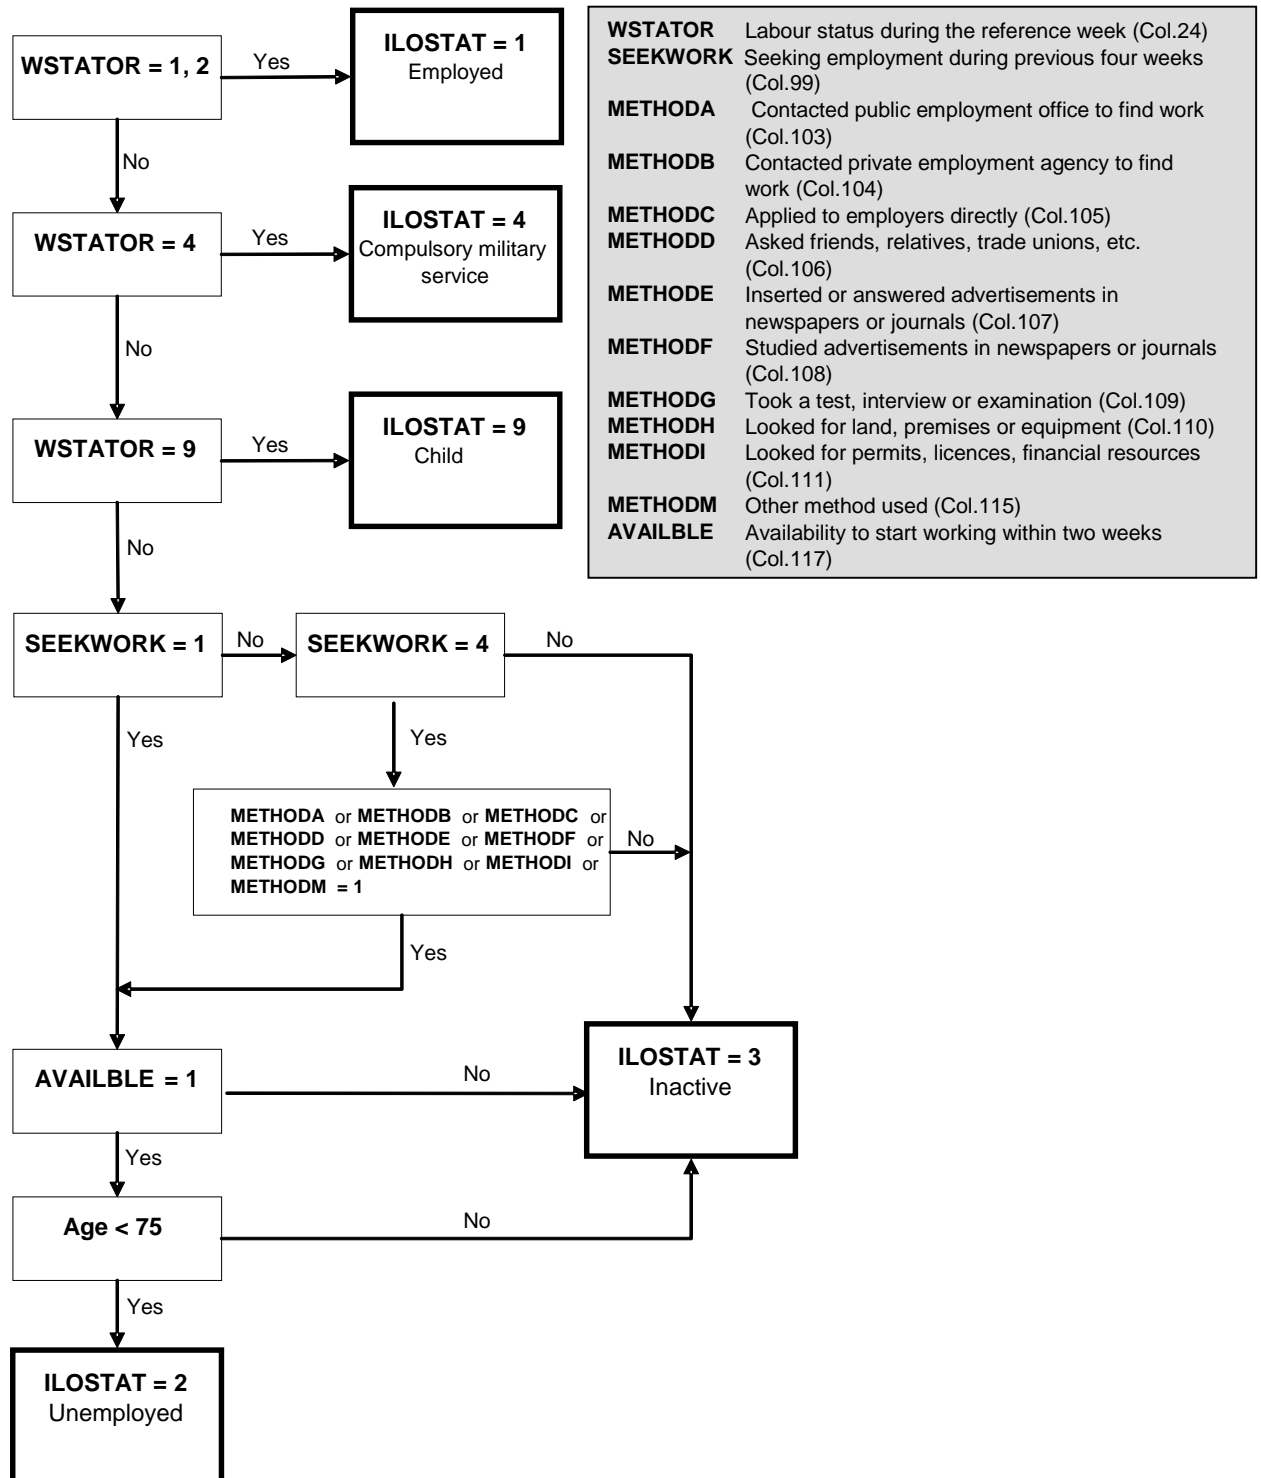 WSTATOR = 1, 2
Yes
ILOSTAT = 1
Employed
No
WSTATOR = 4
Yes
ILOSTAT = 4
Compulsory military
service
No
WSTATOR = 9
Yes
ILOSTAT = 9
Child
No
WSTATOR Labour status during the reference week (Col.24)
SEEKWORK Seeking employment during previous four weeks
(Col.99)
METHODA Contacted public employment office to find work
(Col.103)
METHODB Contacted private employment agency to find
work (Col.104)
METHODC Applied to employers directly (Col.105)
METHODD Asked friends, relatives, trade unions, etc.
(Col.106)
METHODE Inserted or answered advertisements in
newspapers or journals (Col.107)
METHODF Studied advertisements in newspapers or journals
(Col.108)
METHODG Took a test, interview or examination (Col.109)
METHODH Looked for land, premises or equipment (Col.110)
METHODI Looked for permits, licences, financial resources
(Col.111)
METHODM Other method used (Col.115)
AVAILBLE Availability to start working within two weeks
(Col.117)
SEEKWORK = 1
No
SEEKWORK = 4
No
Yes
Yes
METHODA or METHODB or METHODC or
METHODD or METHODE or METHODF or
METHODG or METHODH or METHODI or
METHODM = 1
No
Yes
AVAILBLE = 1
No
ILOSTAT = 3
Inactive
Yes
Age < 75
No
Yes
ILOSTAT = 2
Unemployed